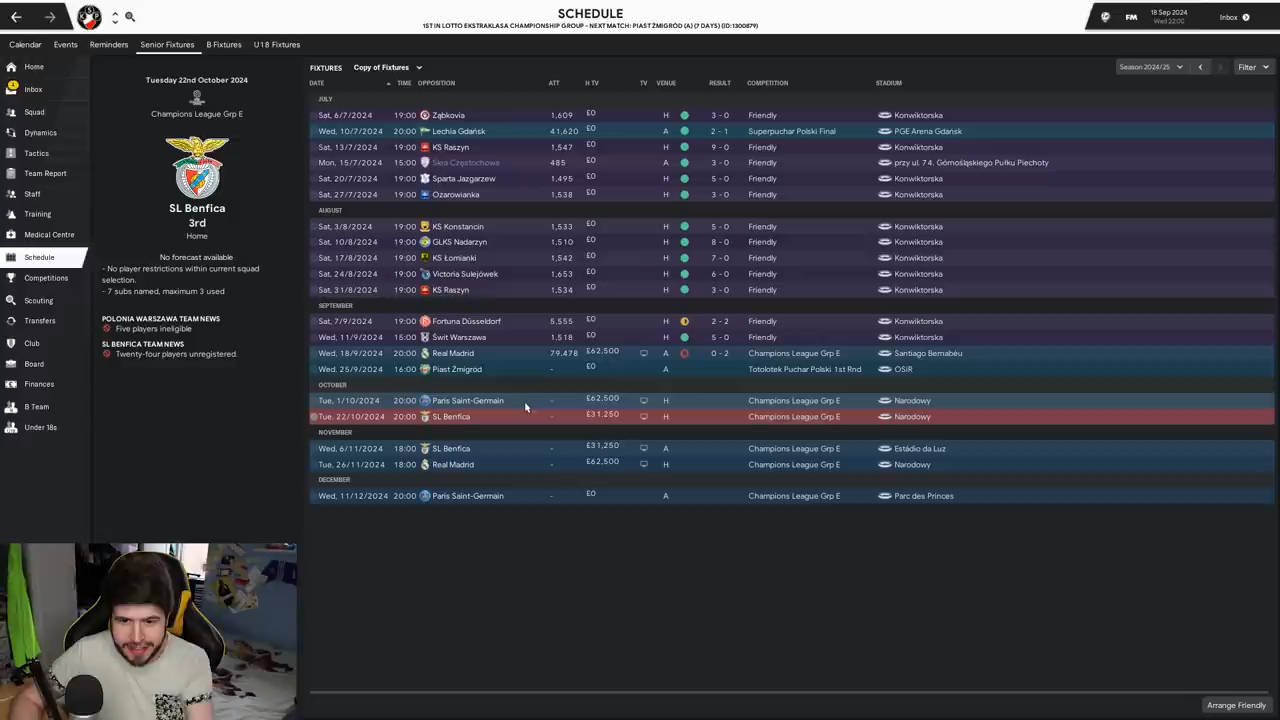 SCHEDULE
1ST IN LOTTO EKSTRAKLASA CHAMPIONSHIP GROUP - NEXT MATCH: PIAST ŻMIGRÓD (A) (7 DAYS) (ID:1300879)
FM 18 Sep 2024 Wed 22:00 Inbox
Calendar Events Reminders Senior Fixtures B Fixtures U18 Fixtures
Home
Inbox
Squad
Dynamics
Tactics
Team Report
Staff
Training
Medical Centre
Schedule
Competitions
Scouting
Transfers
Club
Board
Finances
B Team
Under 18s
Tuesday 22nd October 2024
Champions League Grp E
SL Benfica
3rd
Home
No forecast available
- No player restrictions within current squad selection.
- 7 subs named, maximum 3 used
POLONIA WARSZAWA TEAM NEWS
Five players ineligible
SL BENFICA TEAM NEWS
Twenty-four players unregistered.
FIXTURES Copy of Fixtures Season 2024/25 Filter
DATE TIME OPPOSITION ATT H TV TV VENUE RESULT COMPETITION STADIUM
JULY
Sat, 6/7/2024 19:00 Ząbkovia 1,609 £0 H 3 - 0 Friendly Konwiktorska
Wed, 10/7/2024 20:00 Lechia Gdańsk 41,620 £0 A 2 - 1 Superpuchar Polski Final PGE Arena Gdańsk
Sat, 13/7/2024 19:00 KS Raszyn 1,547 £0 H 9 - 0 Friendly Konwiktorska
Mon, 15/7/2024 15:00 Skra Częstochowa 485 A 3 - 0 Friendly przy ul. 74. Górnośląskiego Pułku Piechoty
Sat, 20/7/2024 19:00 Sparta Jazgarzew 1,495 £0 H 5 - 0 Friendly Konwiktorska
Sat, 27/7/2024 19:00 Ożarowianka 1,538 £0 H 3 - 0 Friendly Konwiktorska
AUGUST
Sat, 3/8/2024 19:00 KS Konstancin 1,533 £0 H 5 - 0 Friendly Konwiktorska
Sat, 10/8/2024 19:00 GLKS Nadarzyn 1,510 £0 H 8 - 0 Friendly Konwiktorska
Sat, 17/8/2024 19:00 KS Łomianki 1,542 £0 H 7 - 0 Friendly Konwiktorska
Sat, 24/8/2024 19:00 Victoria Sulejówek 1,653 £0 H 6 - 0 Friendly Konwiktorska
Sat, 31/8/2024 19:00 KS Raszyn 1,534 £0 H 3 - 0 Friendly Konwiktorska
SEPTEMBER
Sat, 7/9/2024 19:00 Fortuna Düsseldorf 5,555 £0 H 2 - 2 Friendly Konwiktorska
Wed, 11/9/2024 15:00 Świt Warszawa 1,518 £0 H 5 - 0 Friendly Konwiktorska
Wed, 18/9/2024 20:00 Real Madrid 79,478 £62,500 A 0 - 2 Champions League Grp E Santiago Bernabéu
Wed, 25/9/2024 16:00 Piast Żmigród - £0 A Totolotek Puchar Polski 1st Rnd OSiR
OCTOBER
Tue, 1/10/2024 20:00 Paris Saint-Germain - £62,500 H Champions League Grp E Narodowy
Tue, 22/10/2024 20:00 SL Benfica - £31,250 H Champions League Grp E Narodowy
NOVEMBER
Wed, 6/11/2024 18:00 SL Benfica - £31,250 A Champions League Grp E Estádio da Luz
Tue, 26/11/2024 18:00 Real Madrid - £62,500 H Champions League Grp E Narodowy
DECEMBER
Wed, 11/12/2024 20:00 Paris Saint-Germain - £0 A Champions League Grp E Parc des Princes
Arrange Friendly